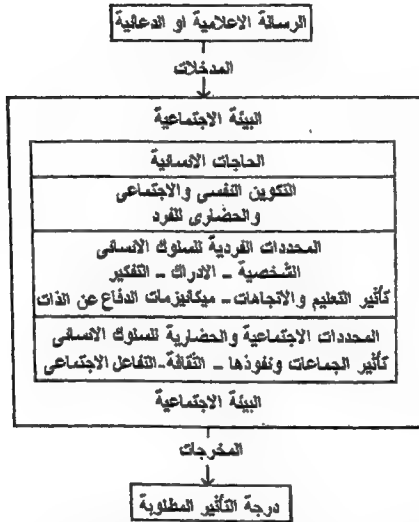 الرسالة الاعلامية او الدعائية
المدخلات
البيئة الاجتماعية
الحاجات الانسانية
التكوين النفسى والاجتماعى
والحضارى للفرد
المحددات الفردية للسلوك الانسانى
الشخصية – الادراك – التفكير
تأثير التعليم والاتجاهات – ميكانيزمات الدفاع عن الذات
المحددات الاجتماعية والحضارية للسلوك الانسانى
تأثير الجماعات ونفوذها – الثقافة – التفاعل الاجتماعى
البيئة الاجتماعية
المخرجات
درجة التأثير المطلوبة